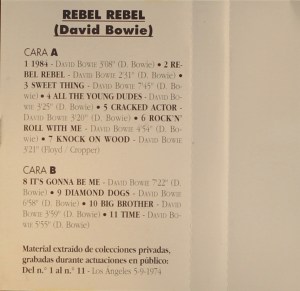 REBEL REBEL
(David Bowie)
CARA A
1 1984 - DAVID BOWIE 3'08" (D. BOWIE) • 2 RE-
BEL REBEL - DAVID BOWIE 2'31" (D. BOWIE) •
3 SWEET THING - DAVID BOWIE 7'45" (D. BOWIE)
• 4 ALL THE YOUNG DUDES - DAVID BOWIE
3'25" (D. BOWIE) • 5 CRACKED ACTOR -
DAVID BOWIE 3'20" (D. BOWIE) • 6 ROCK'N'
ROLL WITH ME - DAVID BOWIE 4'54" (D. BOWIE)
• 7 KNOCK ON WOOD - DAVID BOWIE
3'21" (Floyd / Cropper)
CARA B
8 IT'S GONNA BE ME - DAVID BOWIE 7'22" (D.
BOWIE) • 9 DIAMOND DOGS - DAVID BOWIE
6'58" (D. BOWIE) • 10 BIG BROTHER - DAVID
BOWIE 3'59" (D. BOWIE) • 11 TIME - DAVID BOWIE
5'55" (D. BOWIE)
Material extraído de colecciones privadas,
grabadas durante actuaciones en público:
Del n.° 1 al n.° 11 - Los Angeles 5-9-1974